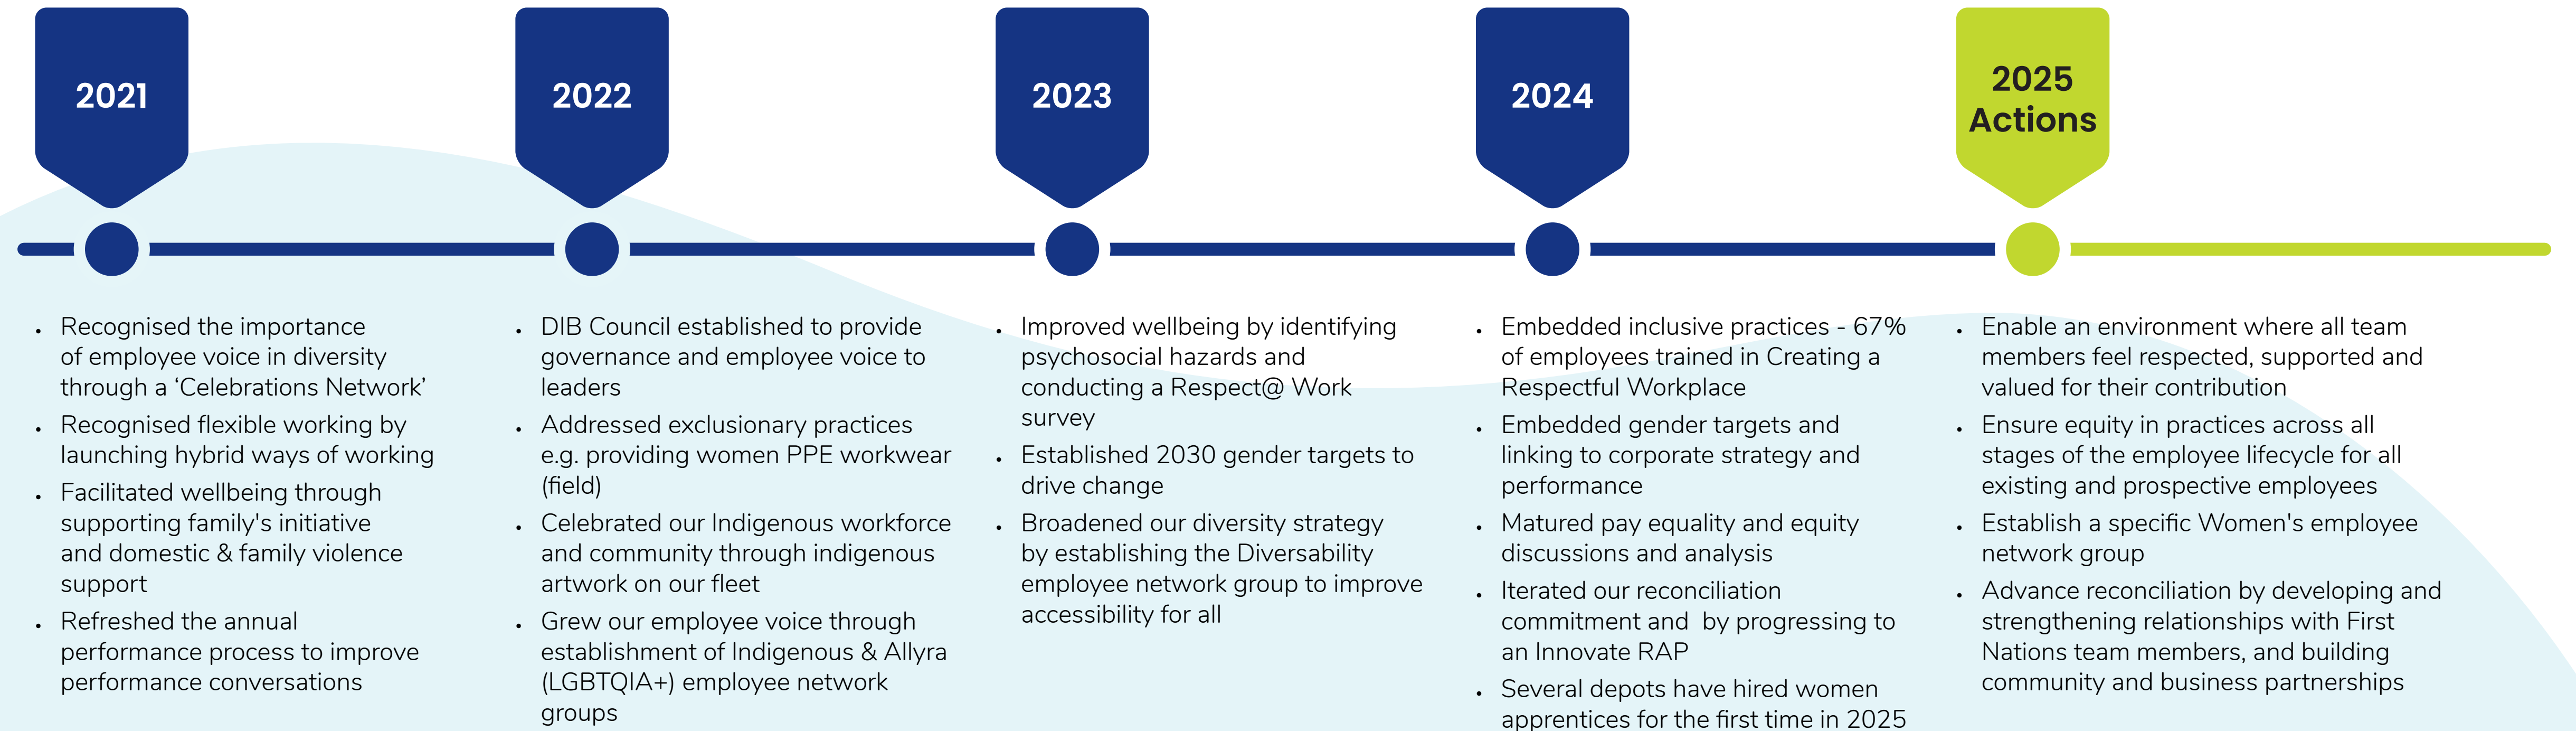 2021
2022
2023
2024
2025
Actions
• Recognised the importance
of employee voice in diversity
through a ‘Celebrations Network’
• Recognised flexible working by
launching hybrid ways of working
• Facilitated wellbeing through
supporting family's initiative
and domestic & family violence
support
• Refreshed the annual
performance process to improve
performance conversations
• DIB Council established to provide
governance and employee voice to
leaders
• Addressed exclusionary practices
e.g. providing women PPE workwear
(field)
• Celebrated our Indigenous workforce
and community through indigenous
artwork on our fleet
• Grew our employee voice through
establishment of Indigenous & Allyra
(LGBTQIA+) employee network
groups
• Improved wellbeing by identifying
psychosocial hazards and
conducting a Respect@ Work
survey
• Established 2030 gender targets to
drive change
• Broadened our diversity strategy
by establishing the Diversability
employee network group to improve
accessibility for all
• Embedded inclusive practices - 67%
of employees trained in Creating a
Respectful Workplace
• Embedded gender targets and
linking to corporate strategy and
performance
• Matured pay equality and equity
discussions and analysis
• Iterated our reconciliation
commitment and  by progressing to
an Innovate RAP
• Several depots have hired women
apprentices for the first time in 2025
• Enable an environment where all team
members feel respected, supported and
valued for their contribution
• Ensure equity in practices across all
stages of the employee lifecycle for all
existing and prospective employees
• Establish a specific Women's employee
network group
• Advance reconciliation by developing and
strengthening relationships with First
Nations team members, and building
community and business partnerships